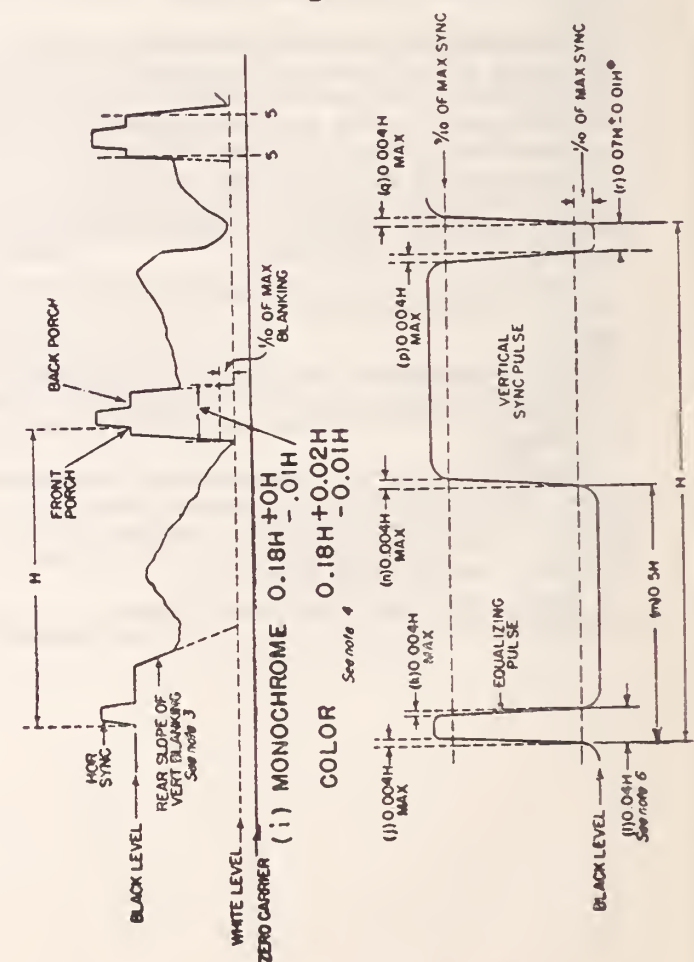 H
FRONT
PORCH
BACK PORCH
HOR
SYNC
BLACK LEVEL
REAR SLOPE OF
VERT BLANKING
See note 3
1/10 OF MAX
BLANKING
5
5
WHITE LEVEL
ZERO CARRIER
(i) MONOCHROME 0.18H +0H
-.01H
COLOR 0.18H +0.02H
-0.01H
See note 4
(j) 0.004H
MAX
(k) 0.004H
MAX
(n) 0.004H
MAX
(p) 0.004H
MAX
(q) 0.004H
MAX
9/10 OF MAX SYNC
EQUALIZING
PULSE
VERTICAL
SYNC PULSE
1/10 OF MAX SYNC
BLACK LEVEL
(l) 0.04H
See note 6
(m) 0.5H
(r) 0.07H ± 0.01H
H